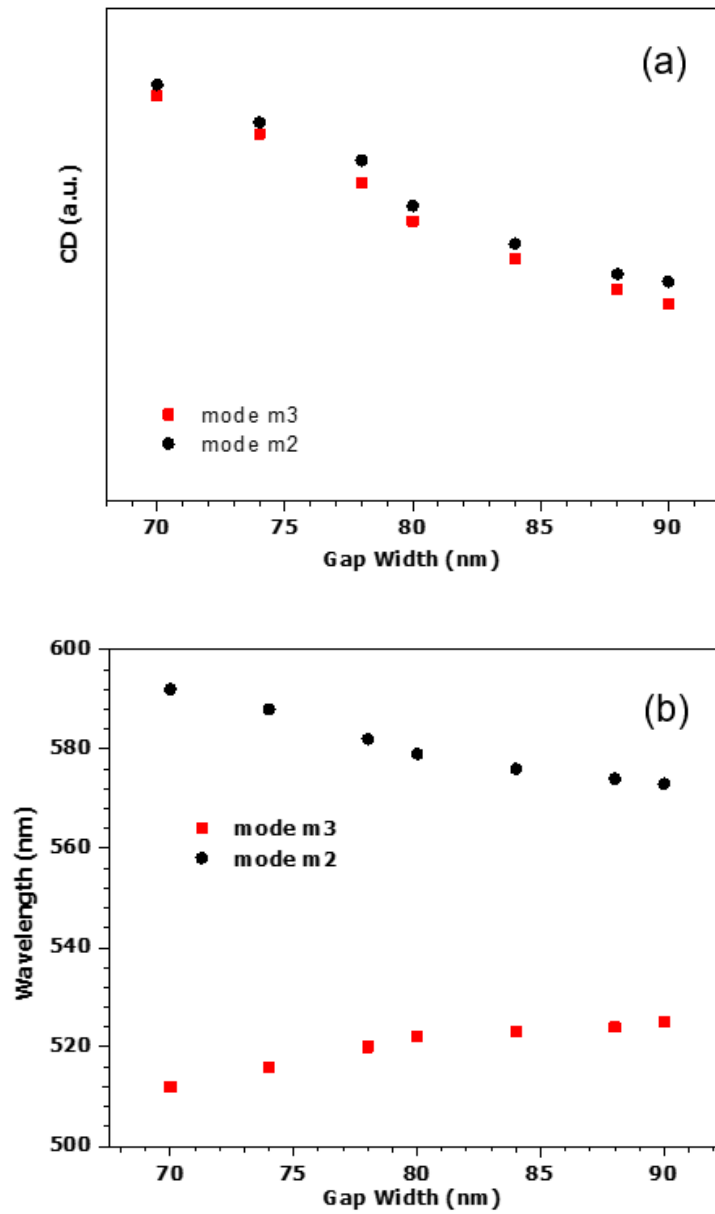 (a)
CD (a.u.)
mode m3
mode m2
70 75 80 85 90
Gap Width (nm)
600
(b)
580
mode m3
mode m2
560
Wavelength (nm)
540
520
500
70 75 80 85 90
Gap Width (nm)